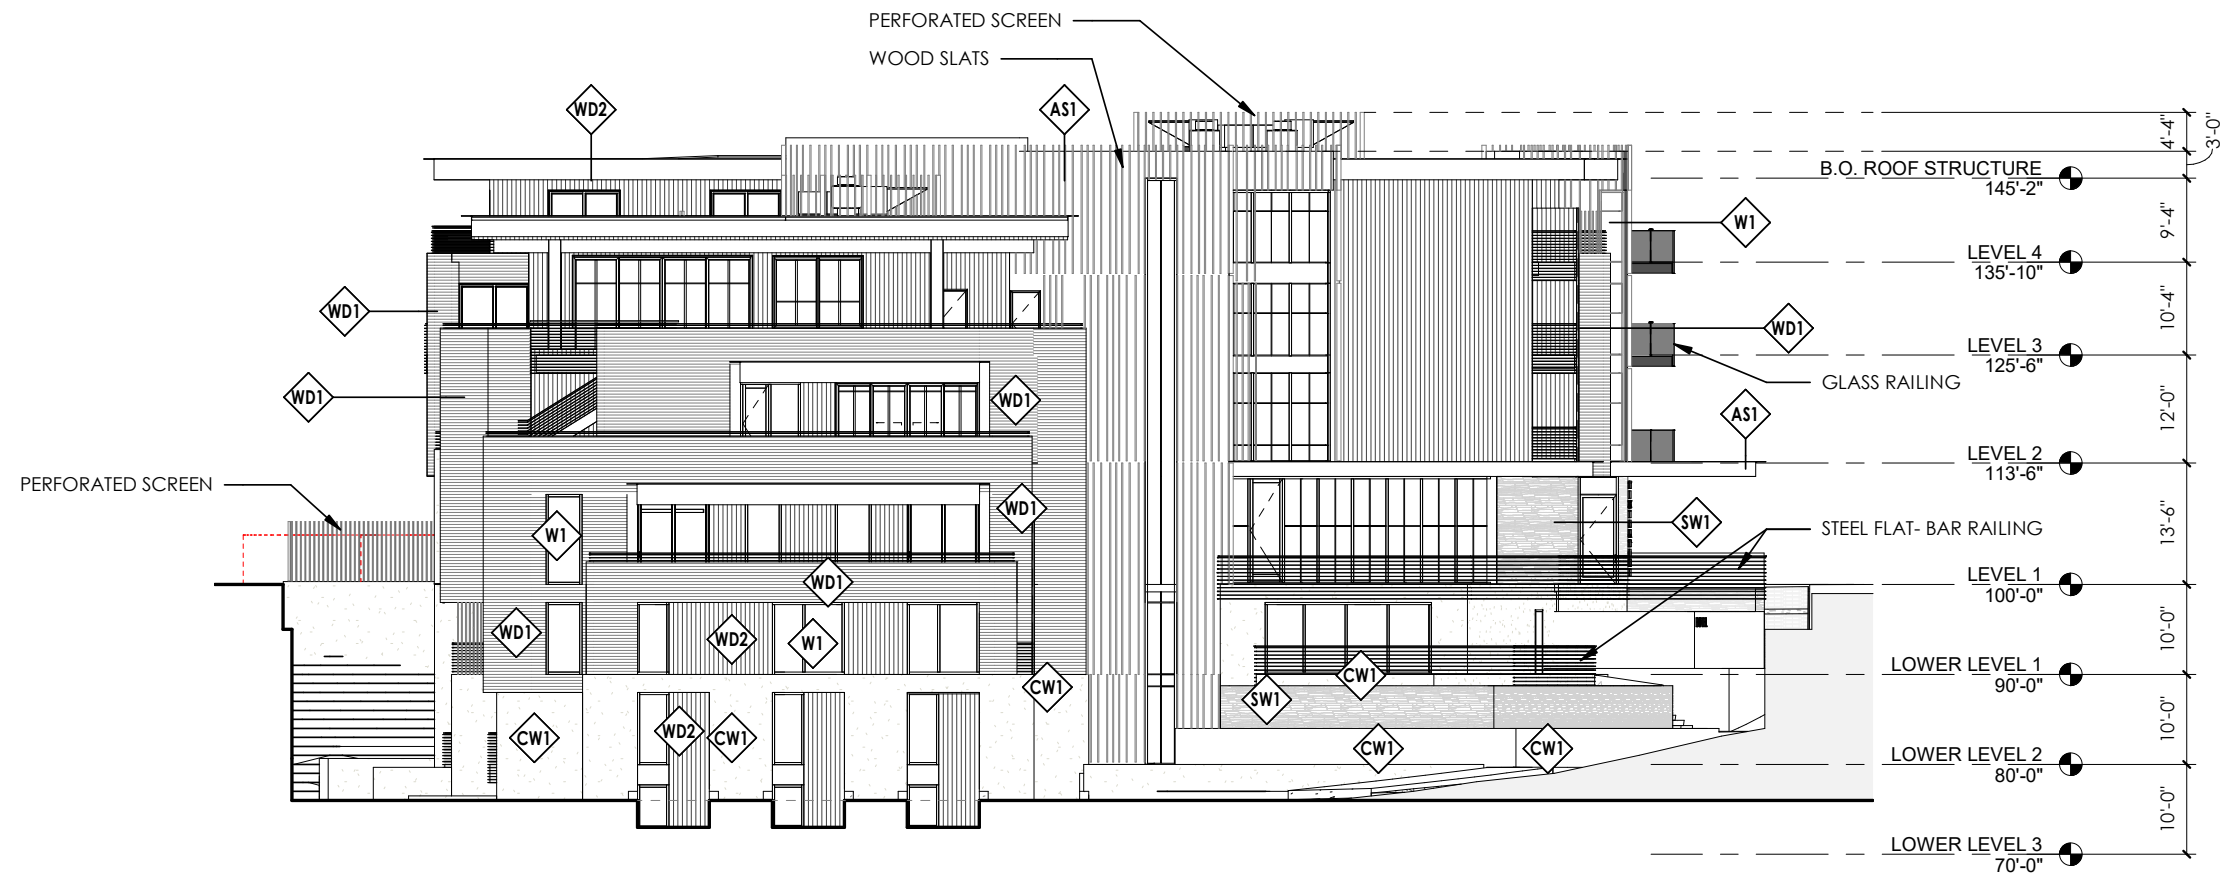 PERFORATED SCREEN
WOOD SLATS
WD2
AS1
4'-4"
3'-0"
B.O. ROOF STRUCTURE
145'-2"
W1
9'-4"
LEVEL 4
135'-10"
WD1
WD1
10'-4"
LEVEL 3
125'-6"
GLASS RAILING
WD1
WD1
AS1
12'-0"
LEVEL 2
113'-6"
PERFORATED SCREEN
WD1
W1
SW1
STEEL FLAT- BAR RAILING
13'-6"
WD1
LEVEL 1
100'-0"
WD1
WD2
W1
10'-0"
LOWER LEVEL 1
90'-0"
CW1
CW1
SW1
WD2
CW1
CW1
CW1
CW1
10'-0"
LOWER LEVEL 2
80'-0"
10'-0"
LOWER LEVEL 3
70'-0"